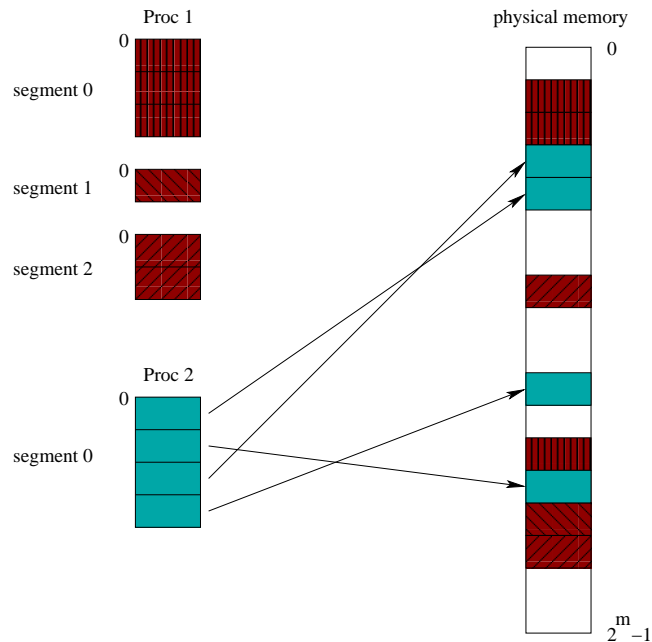 Proc 1
physical memory
0
0
segment 0
0
segment 1
0
segment 2
Proc 2
0
segment 0
2^m −1